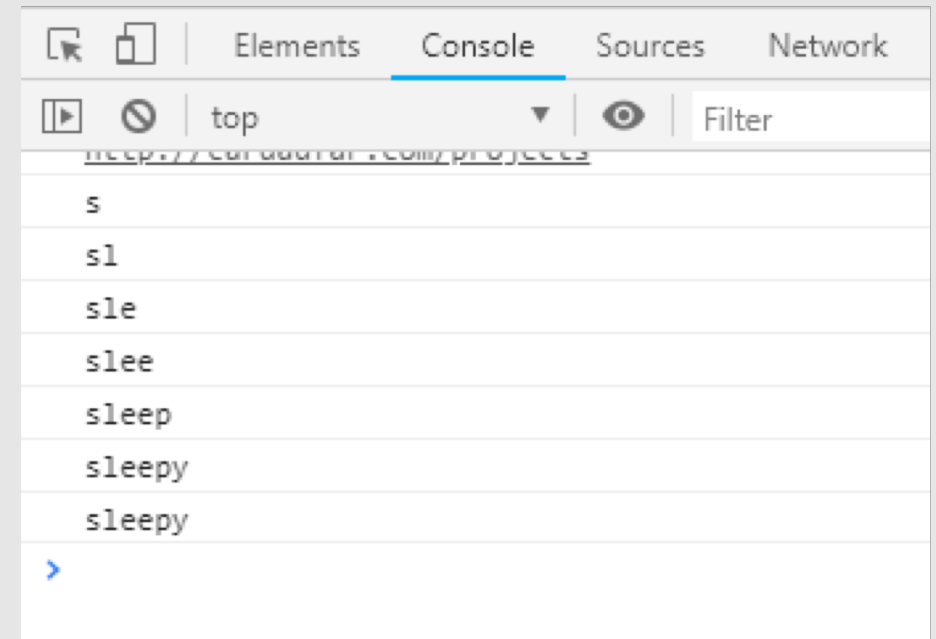 Elements Console Sources Network
top ▼ Filter
s
sl
sle
slee
sleep
sleepy
sleepy
>